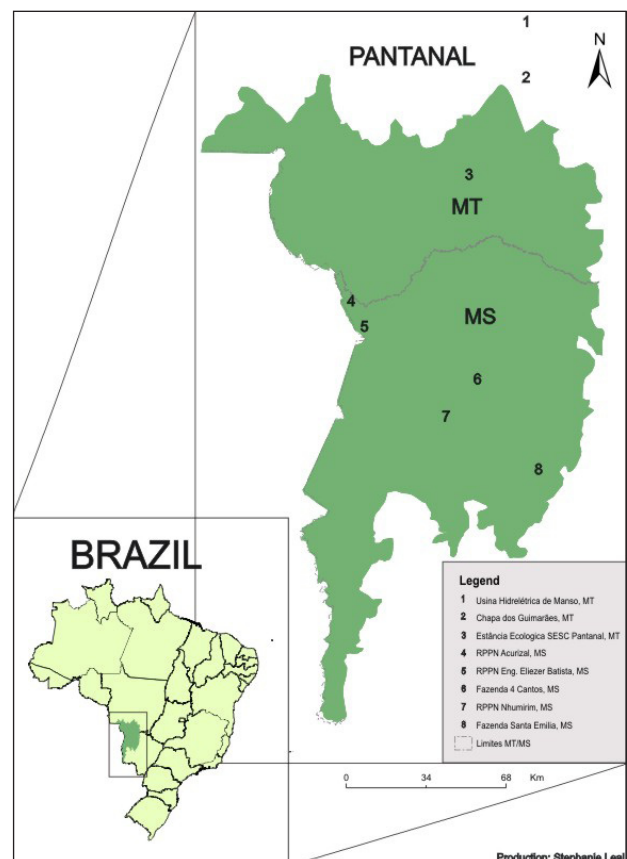 1
PANTANAL
N
2
3
MT
4
MS
5
6
7
8
BRAZIL
Legend
1 Usina Hidrelétrica de Manso, MT
2 Chapa dos Guimarães, MT
3 Estância Ecologica SESC Pantanal, MT
4 RPPN Acurizal, MS
5 RPPN Eng. Eliezer Batista, MS
6 Fazenda 4 Cantos, MS
7 RPPN Nhumirim, MS
8 Fazenda Santa Emilia, MS
Limites MT/MS
0 34 68 Km
Production: Stephanie Leal